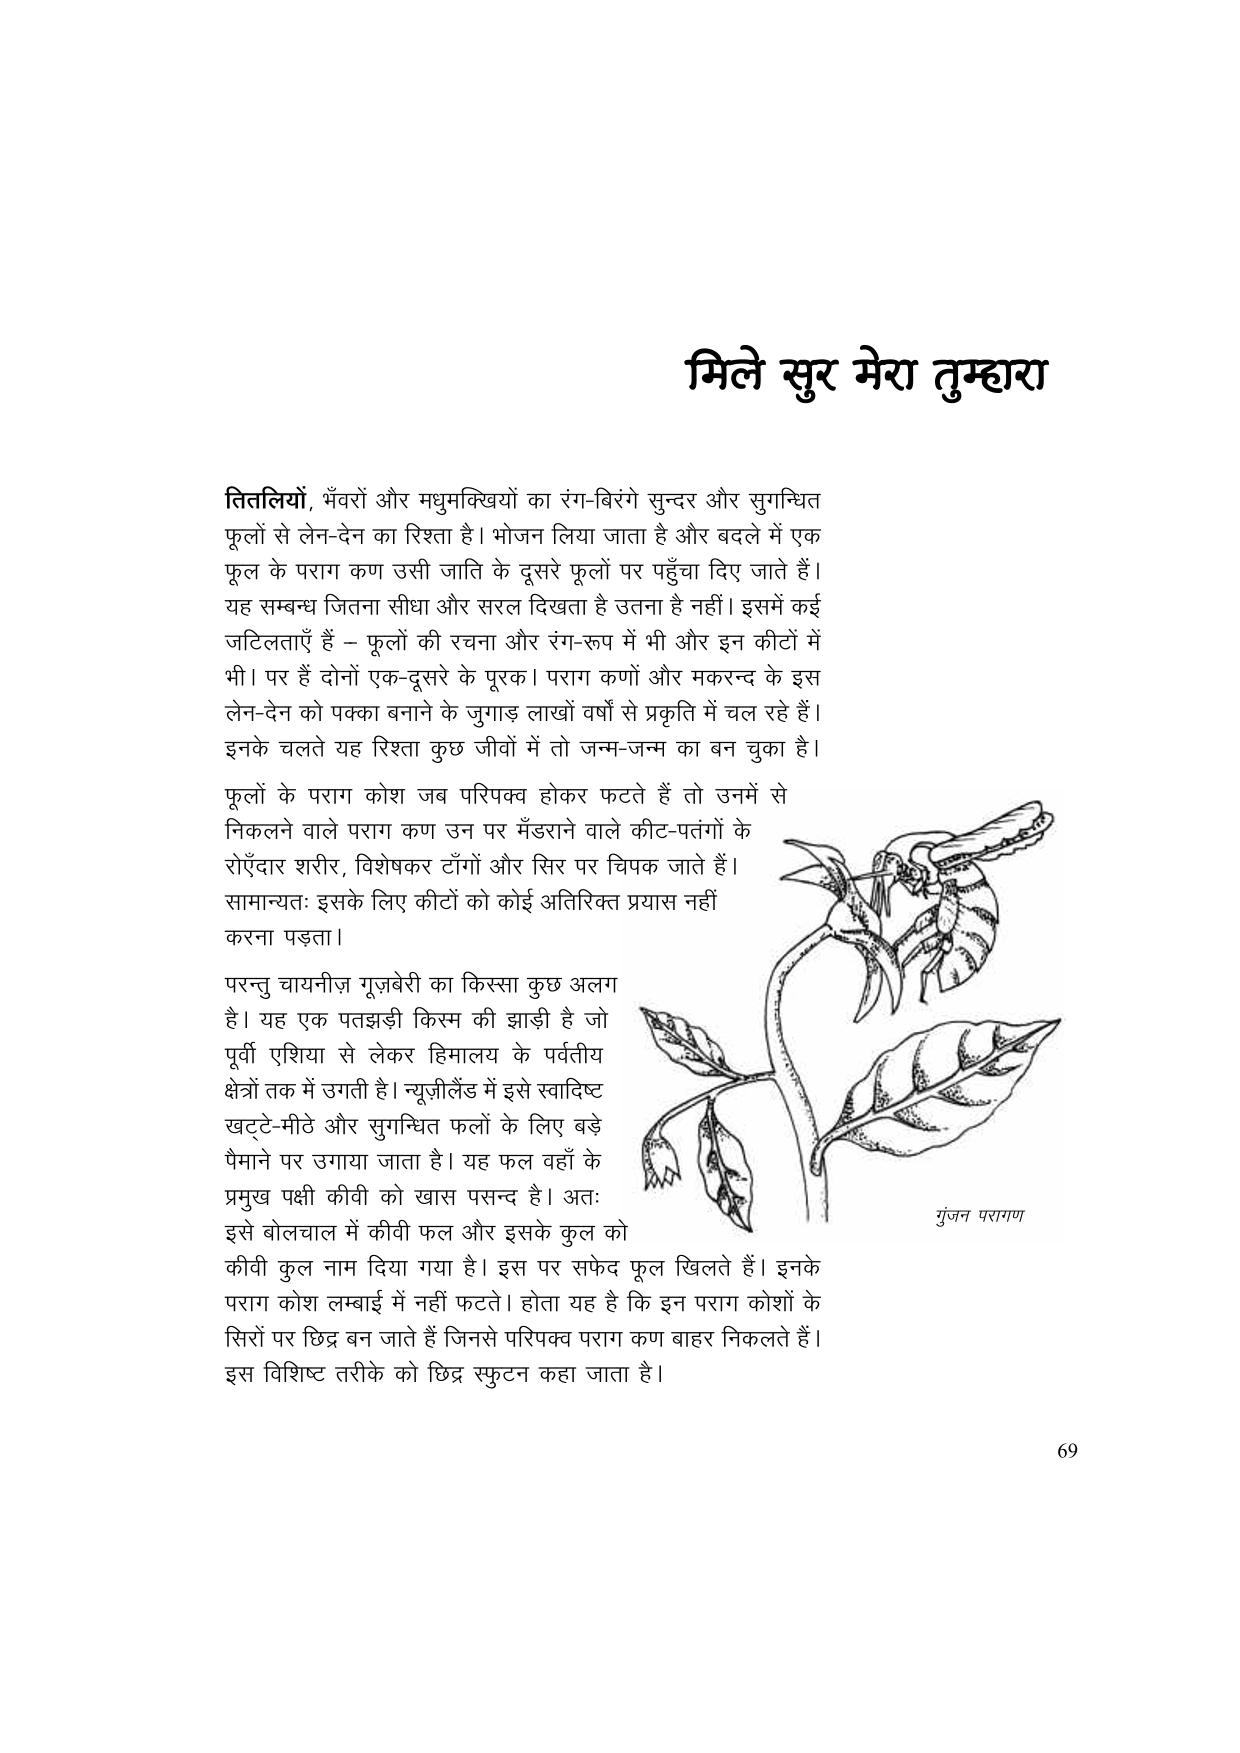 मिले सुर मेरा तुम्हारा
तितलियों, भँवरों और मधुमक्खियों का रंग-बिरंगे सुन्दर और सुगन्धित
फूलों से लेन-देन का रिश्ता है। भोजन लिया जाता है और बदले में एक
फूल के पराग कण उसी जाति के दूसरे फूलों पर पहुँचा दिए जाते हैं।
यह सम्बन्ध जितना सीधा और सरल दिखता है उतना है नहीं। इसमें कई
जटिलताएँ हैं – फूलों की रचना और रंग-रूप में भी और इन कीटों में
भी। पर हैं दोनों एक-दूसरे के पूरक। पराग कणों और मकरन्द के इस
लेन-देन को पक्का बनाने के जुगाड़ लाखों वर्षों से प्रकृति में चल रहे हैं।
इनके चलते यह रिश्ता कुछ जीवों में तो जन्म-जन्म का बन चुका है।
फूलों के पराग कोश जब परिपक्व होकर फटते हैं तो उनमें से
निकलने वाले पराग कण उन पर मँडराने वाले कीट-पतंगों के
रोएँदार शरीर, विशेषकर टाँगों और सिर पर चिपक जाते हैं।
सामान्यतः इसके लिए कीटों को कोई अतिरिक्त प्रयास नहीं
करना पड़ता।
परन्तु चायनीज़ गूज़बेरी का किस्सा कुछ अलग
है। यह एक पतझड़ी किस्म की झाड़ी है जो
पूर्वी एशिया से लेकर हिमालय के पर्वतीय
क्षेत्रों तक में उगती है। न्यूज़ीलैंड में इसे स्वादिष्ट
खट्टे-मीठे और सुगन्धित फलों के लिए बड़े
पैमाने पर उगाया जाता है। यह फल वहाँ के
प्रमुख पक्षी कीवी को खास पसन्द है। अतः
इसे बोलचाल में कीवी फल और इसके कुल को
कीवी कुल नाम दिया गया है। इस पर सफेद फूल खिलते हैं। इनके
पराग कोश लम्बाई में नहीं फटते। होता यह है कि इन पराग कोशों के
सिरों पर छिद्र बन जाते हैं जिनसे परिपक्व पराग कण बाहर निकलते हैं।
इस विशिष्ट तरीके को छिद्र स्फुटन कहा जाता है।
गुंजन परागण
69